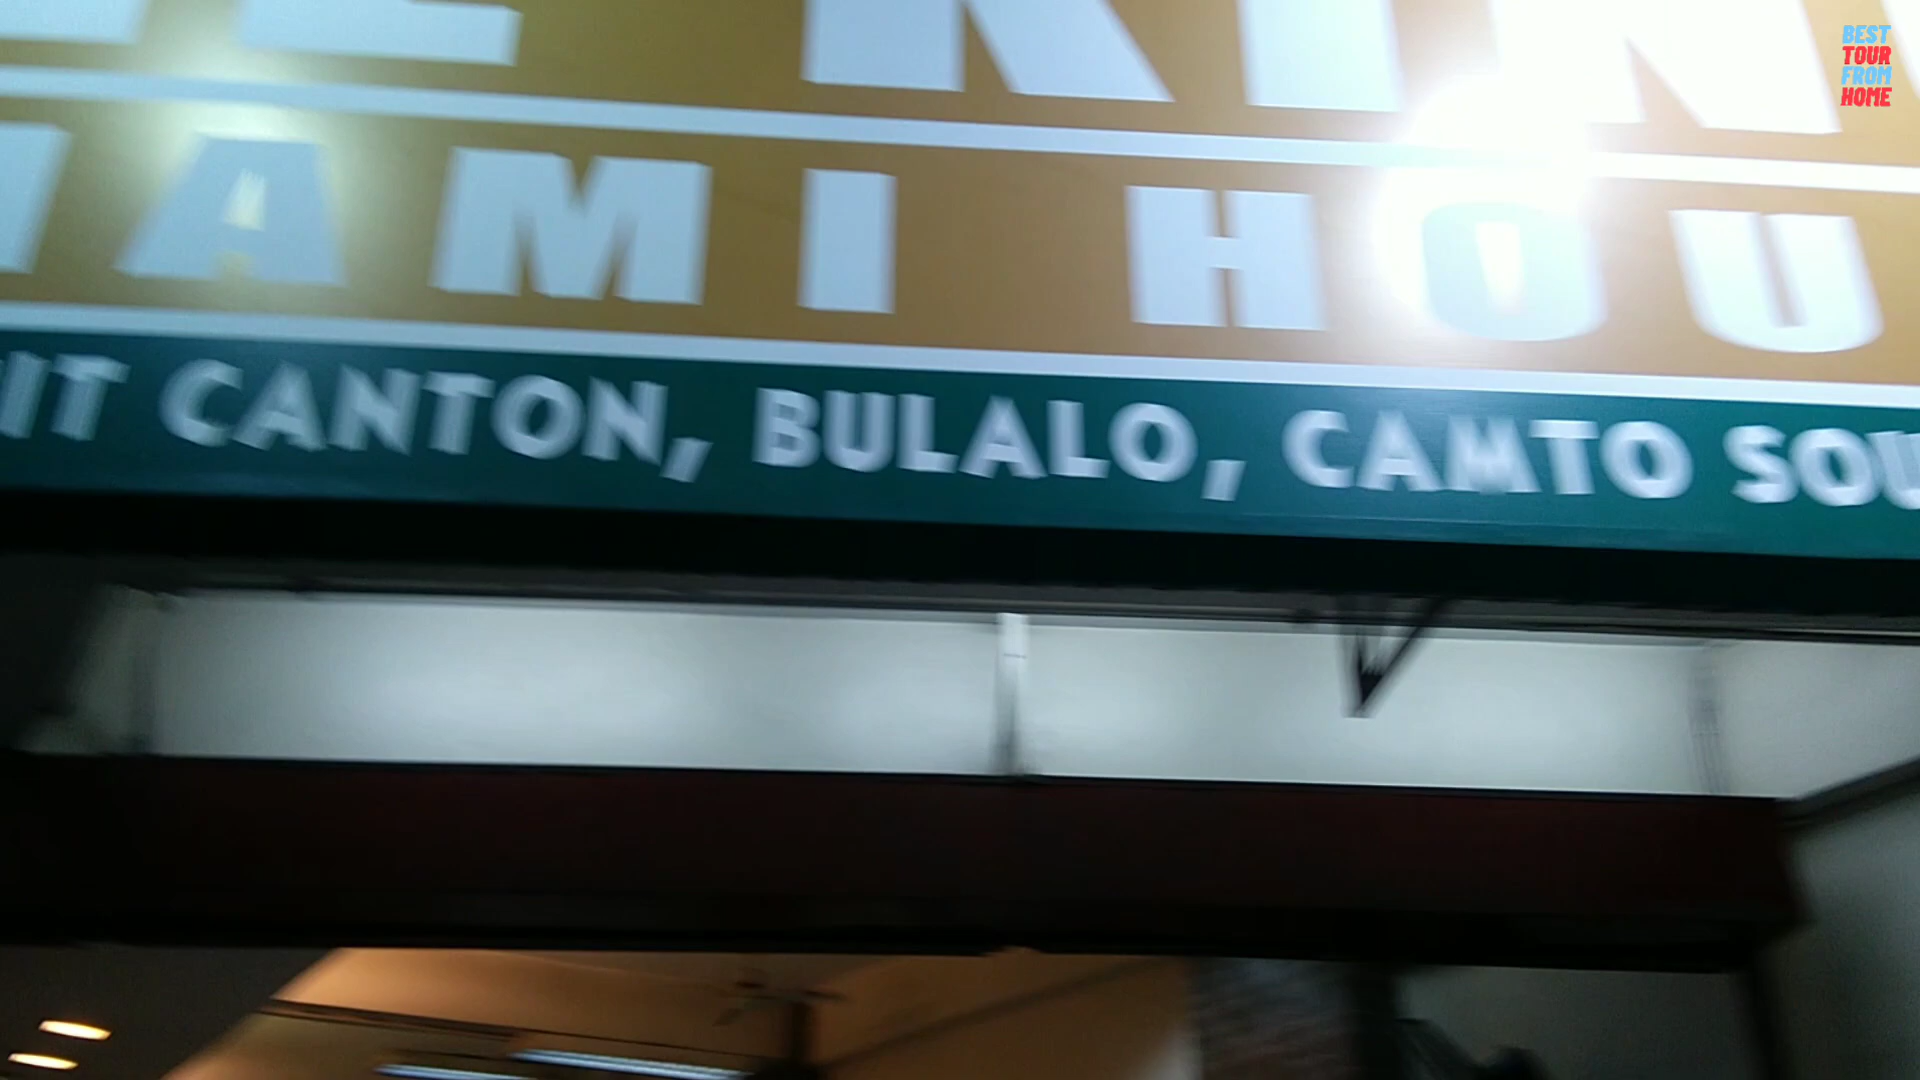 BEST
TOUR
FROM
HOME
AMI HOU
IT CANTON, BULALO, CAMTO SOU